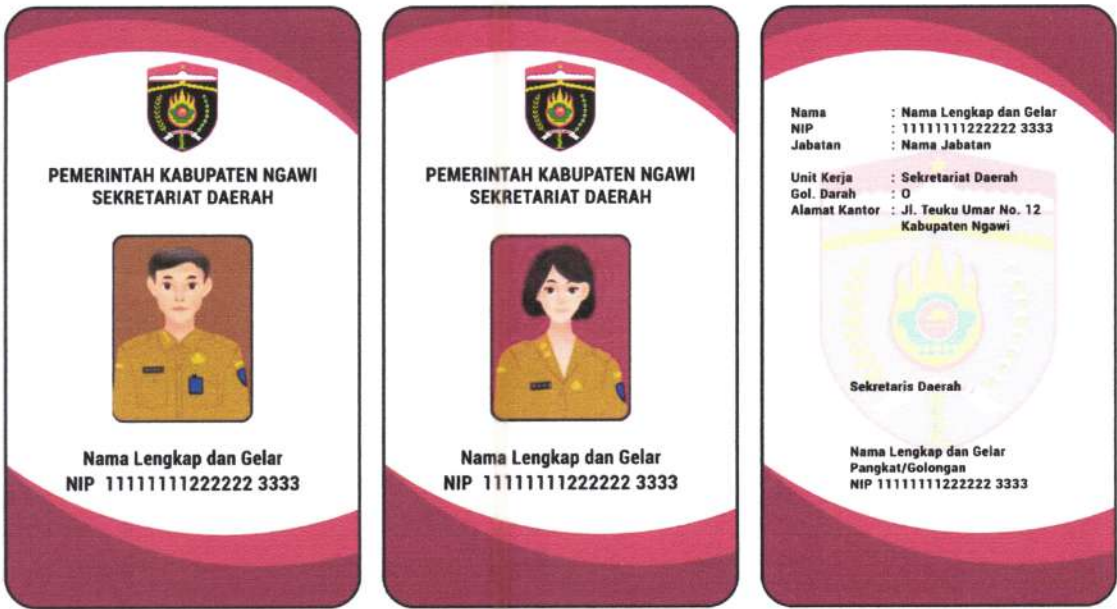 PEMERINTAH KABUPATEN NGAWI
SEKRETARIAT DAERAH
Nama Lengkap dan Gelar
NIP 11111111222222 3333
PEMERINTAH KABUPATEN NGAWI
SEKRETARIAT DAERAH
Nama Lengkap dan Gelar
NIP 11111111222222 3333
Nama : Nama Lengkap dan Gelar
NIP : 11111111222222 3333
Jabatan : Nama Jabatan
Unit Kerja : Sekretariat Daerah
Gol. Darah : O
Alamat Kantor : Jl. Teuku Umar No. 12
Kabupaten Ngawi
Sekretaris Daerah
Nama Lengkap dan Gelar
Pangkat/Golongan
NIP 11111111222222 3333